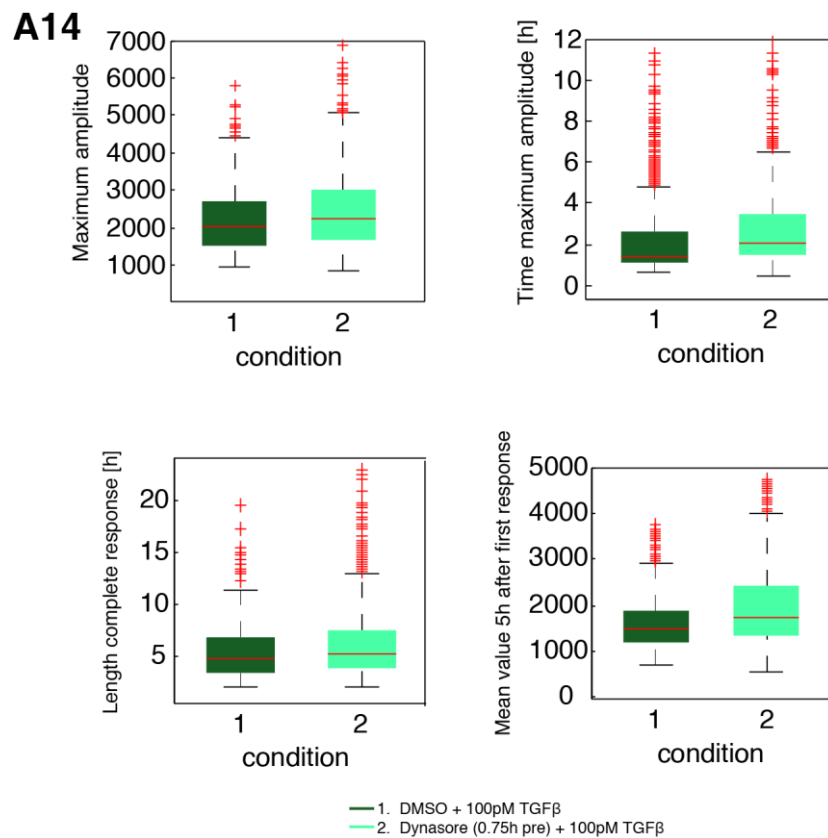 A14
Maximum amplitude
7000
6000
5000
4000
3000
2000
1000
1
2
condition
Time maximum amplitude [h]
12
10
8
6
4
2
0
1
2
condition
Length complete response [h]
20
15
10
5
1
2
condition
Mean value 5h after first response
5000
4000
3000
2000
1000
0
1
2
condition
1. DMSO + 100pM TGFβ
2. Dynasore (0.75h pre) + 100pM TGFβ